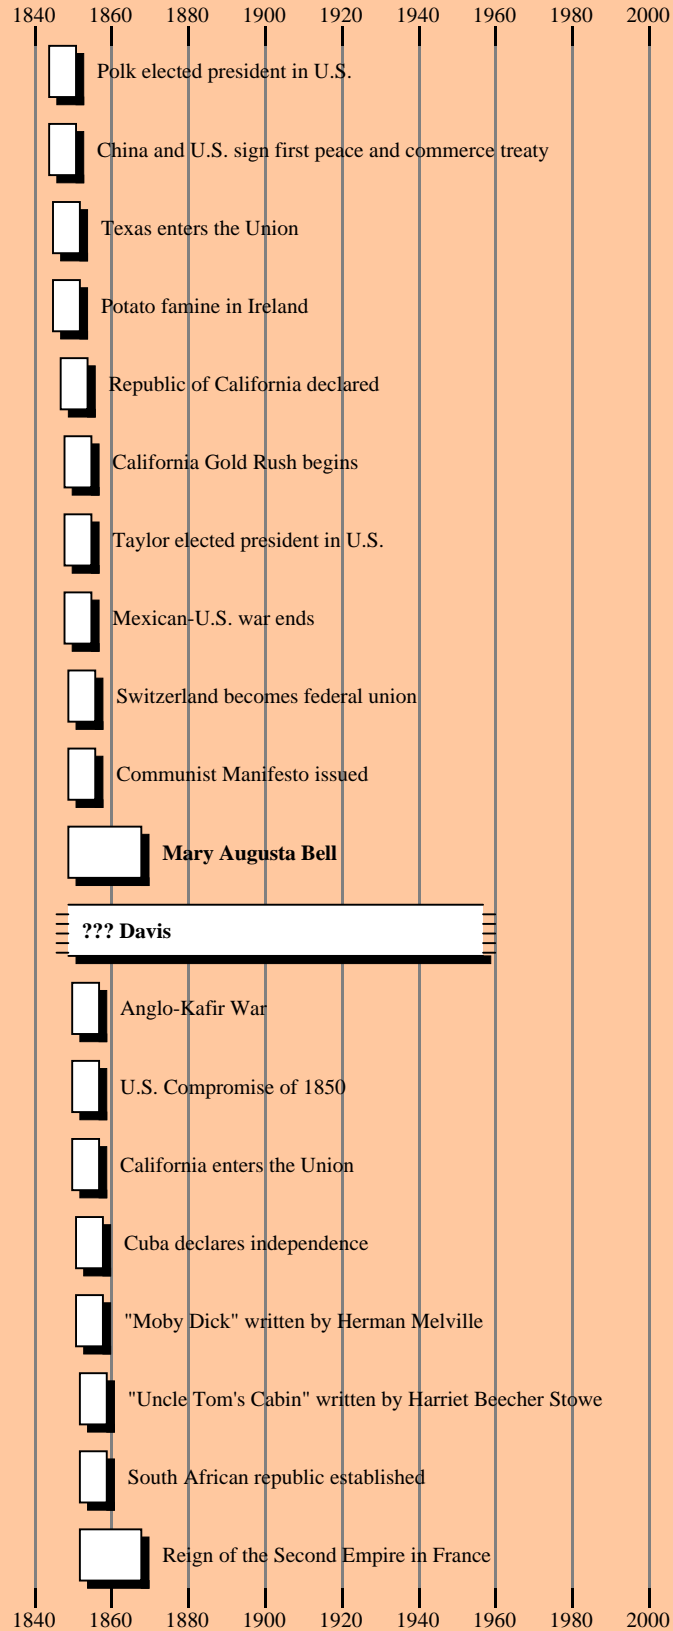 1840 1860 1880 1900 1920 1940 1960 1980 2000
Polk elected president in U.S.
China and U.S. sign first peace and commerce treaty
Texas enters the Union
Potato famine in Ireland
Republic of California declared
California Gold Rush begins
Taylor elected president in U.S.
Mexican-U.S. war ends
Switzerland becomes federal union
Communist Manifesto issued
Mary Augusta Bell
??? Davis
Anglo-Kafir War
U.S. Compromise of 1850
California enters the Union
Cuba declares independence
"Moby Dick" written by Herman Melville
"Uncle Tom's Cabin" written by Harriet Beecher Stowe
South African republic established
Reign of the Second Empire in France
1840 1860 1880 1900 1920 1940 1960 1980 2000